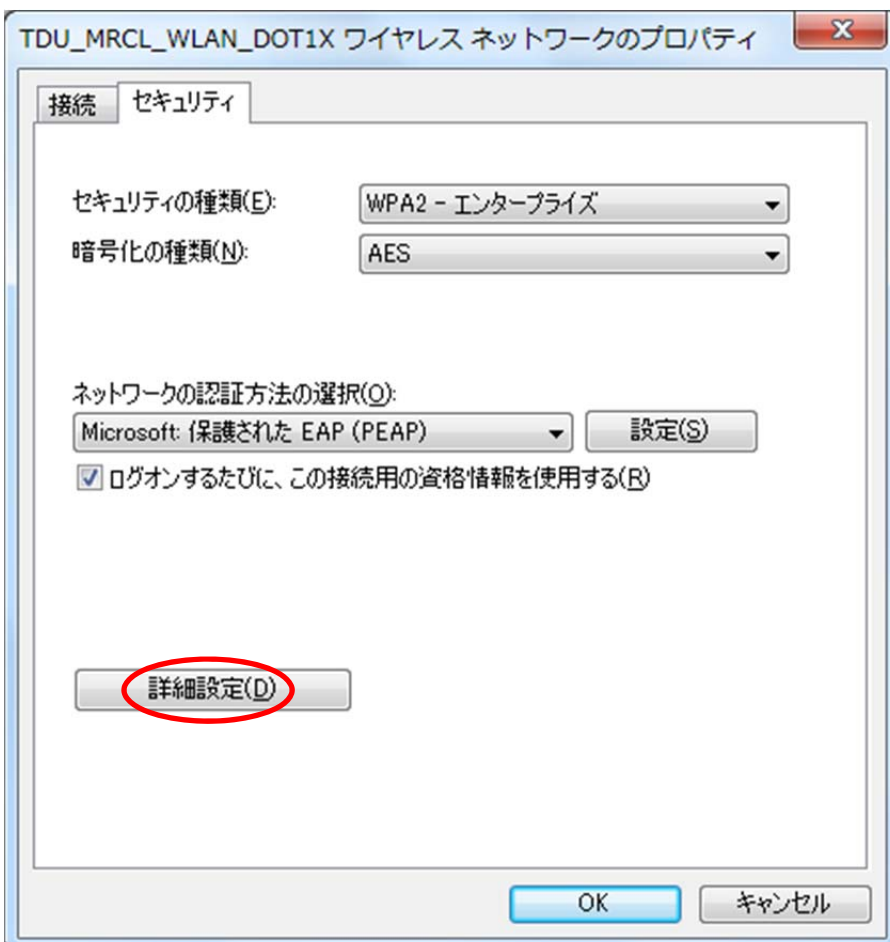 TDU_MRCL_WLAN_DOT1X ワイヤレス ネットワークのプロパティ
接続 セキュリティ
セキュリティの種類(E): WPA2 - エンタープライズ
暗号化の種類(N): AES
ネットワークの認証方法の選択(O):
Microsoft: 保護された EAP (PEAP) 設定(S)
ログオンするたびに、この接続用の資格情報を使用する(R)
詳細設定(D)
OK キャンセル